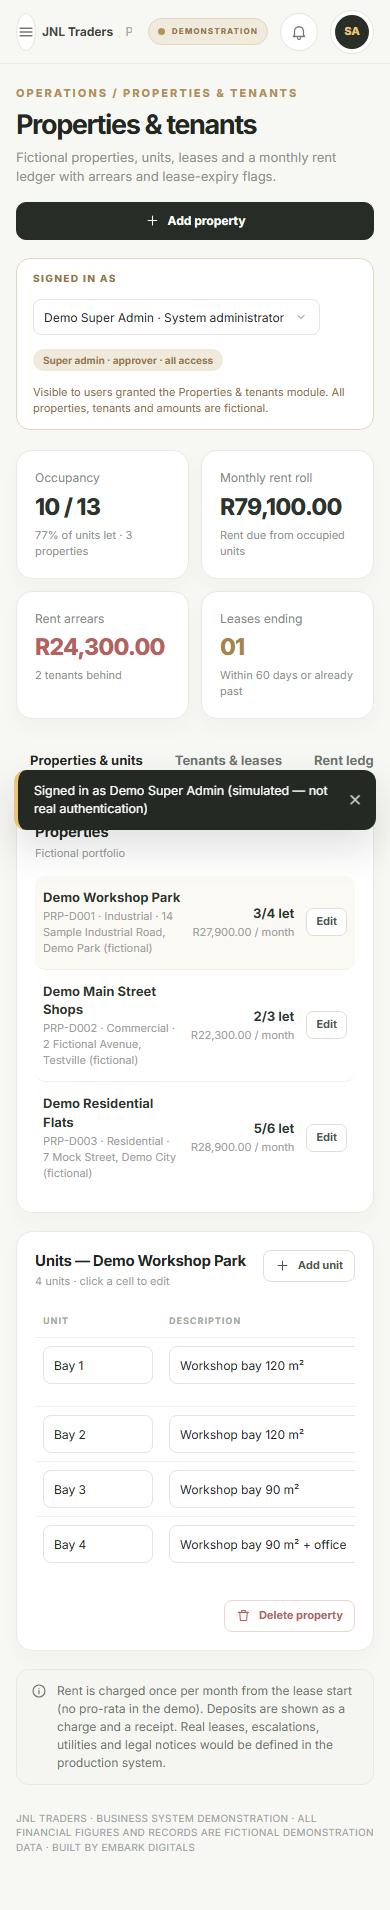 JNL Traders P
DEMONSTRATION
SA
OPERATIONS / PROPERTIES & TENANTS
Properties & tenants
Fictional properties, units, leases and a monthly rent
ledger with arrears and lease-expiry flags.
Add property
SIGNED IN AS
Demo Super Admin · System administrator
Super admin · approver · all access
Visible to users granted the Properties & tenants module. All
properties, tenants and amounts are fictional.
Occupancy
10 / 13
77% of units let · 3
properties
Monthly rent roll
R79,100.00
Rent due from occupied
units
Rent arrears
R24,300.00
2 tenants behind
Leases ending
01
Within 60 days or already
past
Properties & units
Tenants & leases
Rent ledg
Signed in as Demo Super Admin (simulated — not
real authentication)
Properties
Fictional portfolio
Demo Workshop Park
PRP-D001 · Industrial · 14
Sample Industrial Road,
Demo Park (fictional)
3/4 let
R27,900.00 / month
Edit
Demo Main Street
Shops
PRP-D002 · Commercial ·
2 Fictional Avenue,
Testville (fictional)
2/3 let
R22,300.00 / month
Edit
Demo Residential
Flats
PRP-D003 · Residential ·
7 Mock Street, Demo City
(fictional)
5/6 let
R28,900.00 / month
Edit
Units — Demo Workshop Park
4 units · click a cell to edit
Add unit
UNIT
DESCRIPTION
Bay 1
Workshop bay 120 m²
Bay 2
Workshop bay 120 m²
Bay 3
Workshop bay 90 m²
Bay 4
Workshop bay 90 m² + office
Delete property
Rent is charged once per month from the lease start
(no pro-rata in the demo). Deposits are shown as a
charge and a receipt. Real leases, escalations,
utilities and legal notices would be defined in the
production system.
JNL TRADERS · BUSINESS SYSTEM DEMONSTRATION · ALL
FINANCIAL FIGURES AND RECORDS ARE FICTIONAL DEMONSTRATION
DATA · BUILT BY EMBARK DIGITALS